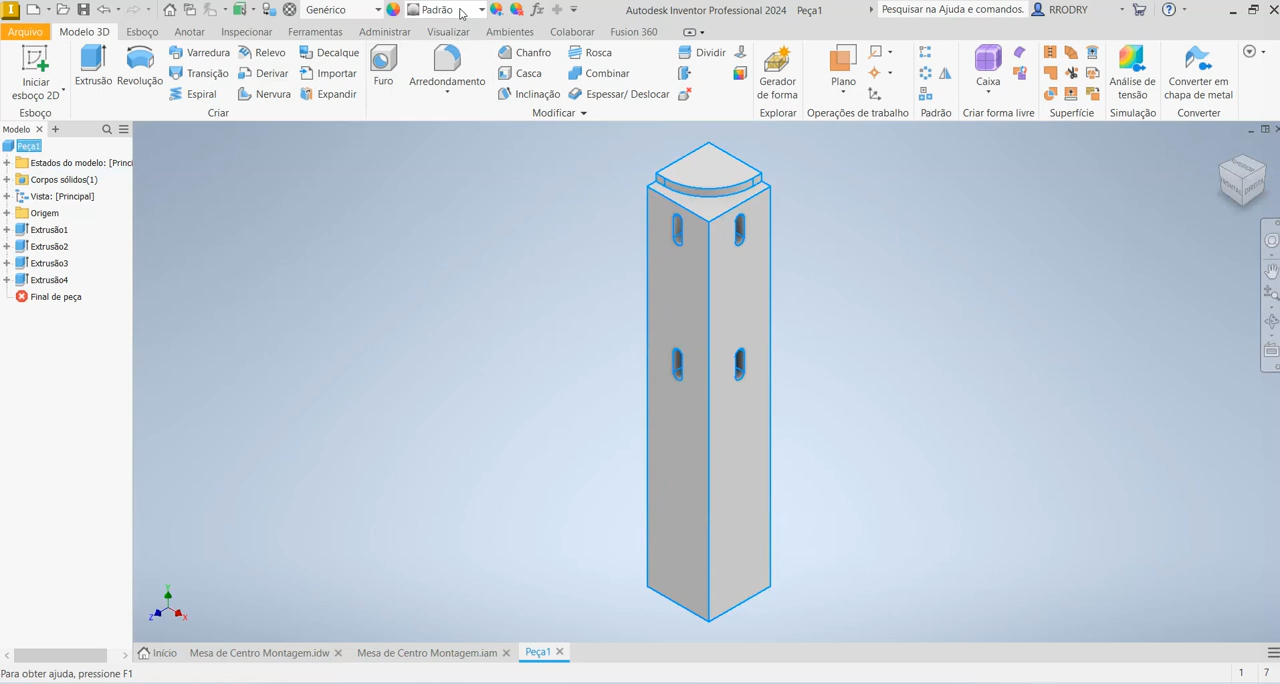 Genérico Padrão Autodesk Inventor Professional 2024 Peça1 Pesquisar na Ajuda e comandos. RRODRY
Arquivo Modelo 3D Esboço Anotar Inspecionar Ferramentas Administrar Visualizar Ambientes Colaborar Fusion 360
Iniciar esboço 2D
Esboço
Extrusão Revolução
Varredura Relevo Decalque
Transição Derivar Importar
Espiral Nervura Expandir
Criar
Furo Arredondamento
Chanfro Rosca Dividir
Casca Combinar
Inclinação Espessar/ Deslocar
Modificar
Gerador de forma
Explorar
Plano
Operações de trabalho
Padrão
Caixa
Criar forma livre
Superfície
Análise de tensão
Simulação
Converter em chapa de metal
Converter
Modelo
Peça1
Estados do modelo: [Princi
Corpos sólidos(1)
Vista: [Principal]
Origem
Extrusão1
Extrusão2
Extrusão3
Extrusão4
Final de peça
FRONTAL DIREITA
Y
Z X
Início Mesa de Centro Montagem.idw Mesa de Centro Montagem.iam Peça1
Para obter ajuda, pressione F1 1 7